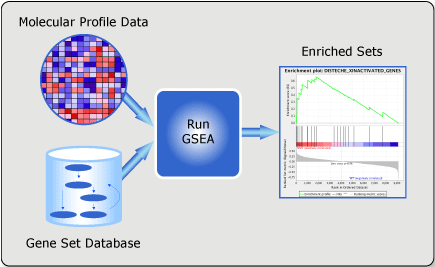 Molecular Profile Data
Enriched Sets
Run
GSEA
Gene Set Database
Enrichment plot: DISTECHE_XINACTIVATED_GENES